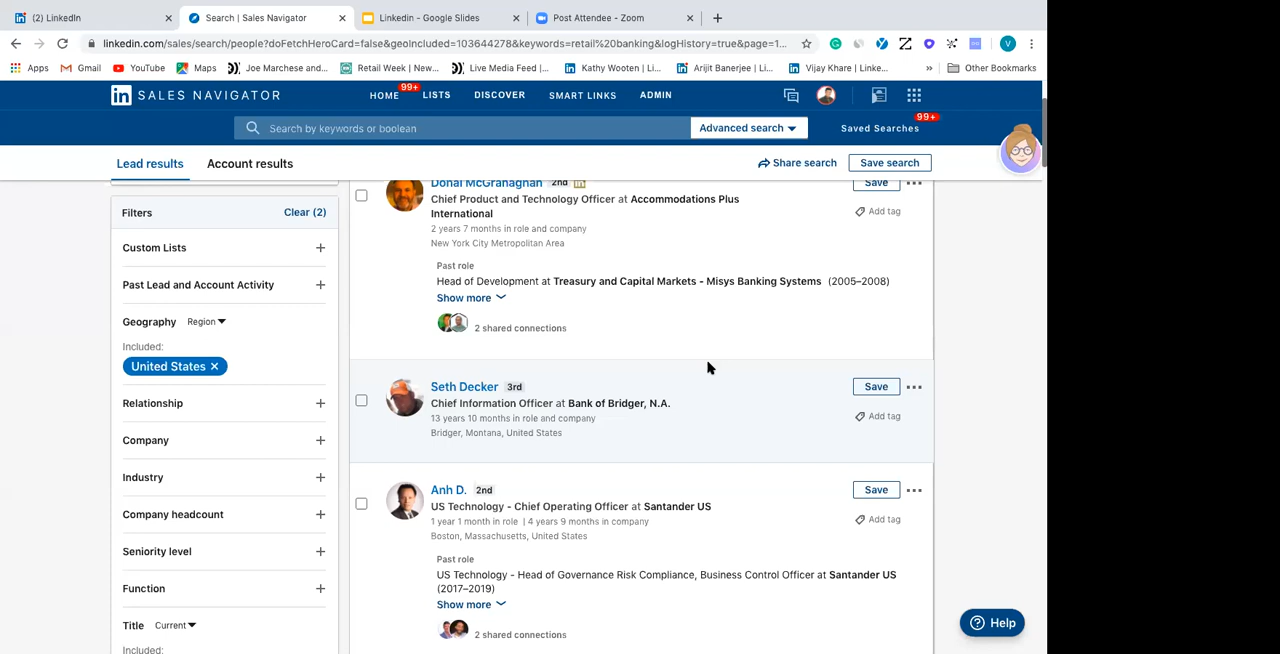 (2) LinkedIn
Search | Sales Navigator
Linkedin - Google Slides
Post Attendee - Zoom
linkedin.com/sales/search/people?doFetchHeroCard=false&geoIncluded=103644278&keywords=retail%20banking&logHistory=true&page=1...
V
Apps
Gmail
YouTube
Maps
Joe Marchese and...
Retail Week | New...
Live Media Feed |...
Kathy Wooten | Li...
Arijit Banerjee | Li...
Vijay Khare | Linke...
»
Other Bookmarks
in SALES NAVIGATOR
HOME
99+
LISTS
DISCOVER
SMART LINKS
ADMIN
Search by keywords or boolean
Advanced search
Saved Searches
99+
Lead results
Account results
Share search
Save search
Filters
Clear (2)
Custom Lists
Past Lead and Account Activity
Geography Region
Included:
United States ×
Relationship
Company
Industry
Company headcount
Seniority level
Function
Title Current
Included:
Donal McGranaghan 2nd
Save
Chief Product and Technology Officer at Accommodations Plus
International
Add tag
2 years 7 months in role and company
New York City Metropolitan Area
Past role
Head of Development at Treasury and Capital Markets - Misys Banking Systems (2005–2008)
Show more
2 shared connections
Seth Decker 3rd
Save
Chief Information Officer at Bank of Bridger, N.A.
Add tag
13 years 10 months in role and company
Bridger, Montana, United States
Anh D. 2nd
Save
US Technology - Chief Operating Officer at Santander US
Add tag
1 year 1 month in role | 4 years 9 months in company
Boston, Massachusetts, United States
Past role
US Technology - Head of Governance Risk Compliance, Business Control Officer at Santander US
(2017–2019)
Show more
2 shared connections
Help